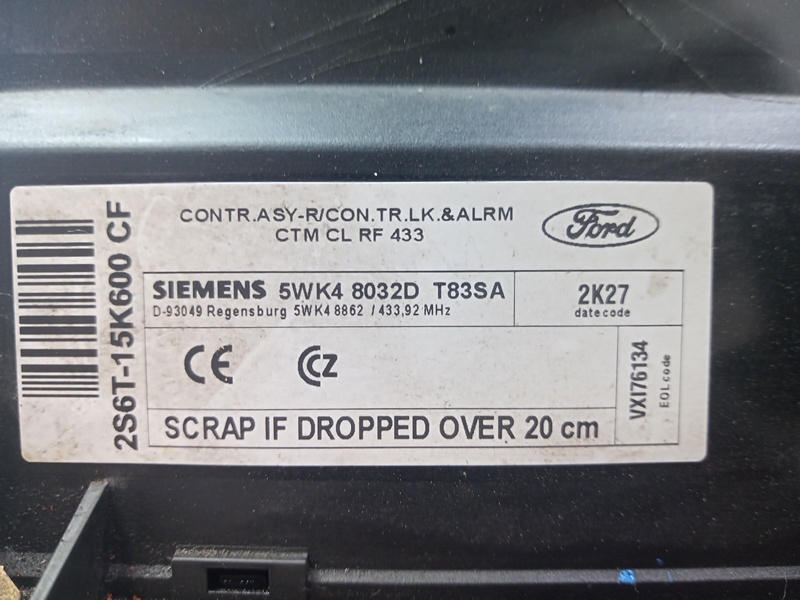 2S6T-15K600 CF
CONTR.ASY-R/CON.TR.LK.&ALRM
CTM CL RF 433
Ford
SIEMENS 5WK4 8032D T83SA
D-93049 Regensburg 5WK4 8862 / 433,92 MHz
2K27
datecode
CE CCZ
VXI76134
EOL code
SCRAP IF DROPPED OVER 20 cm